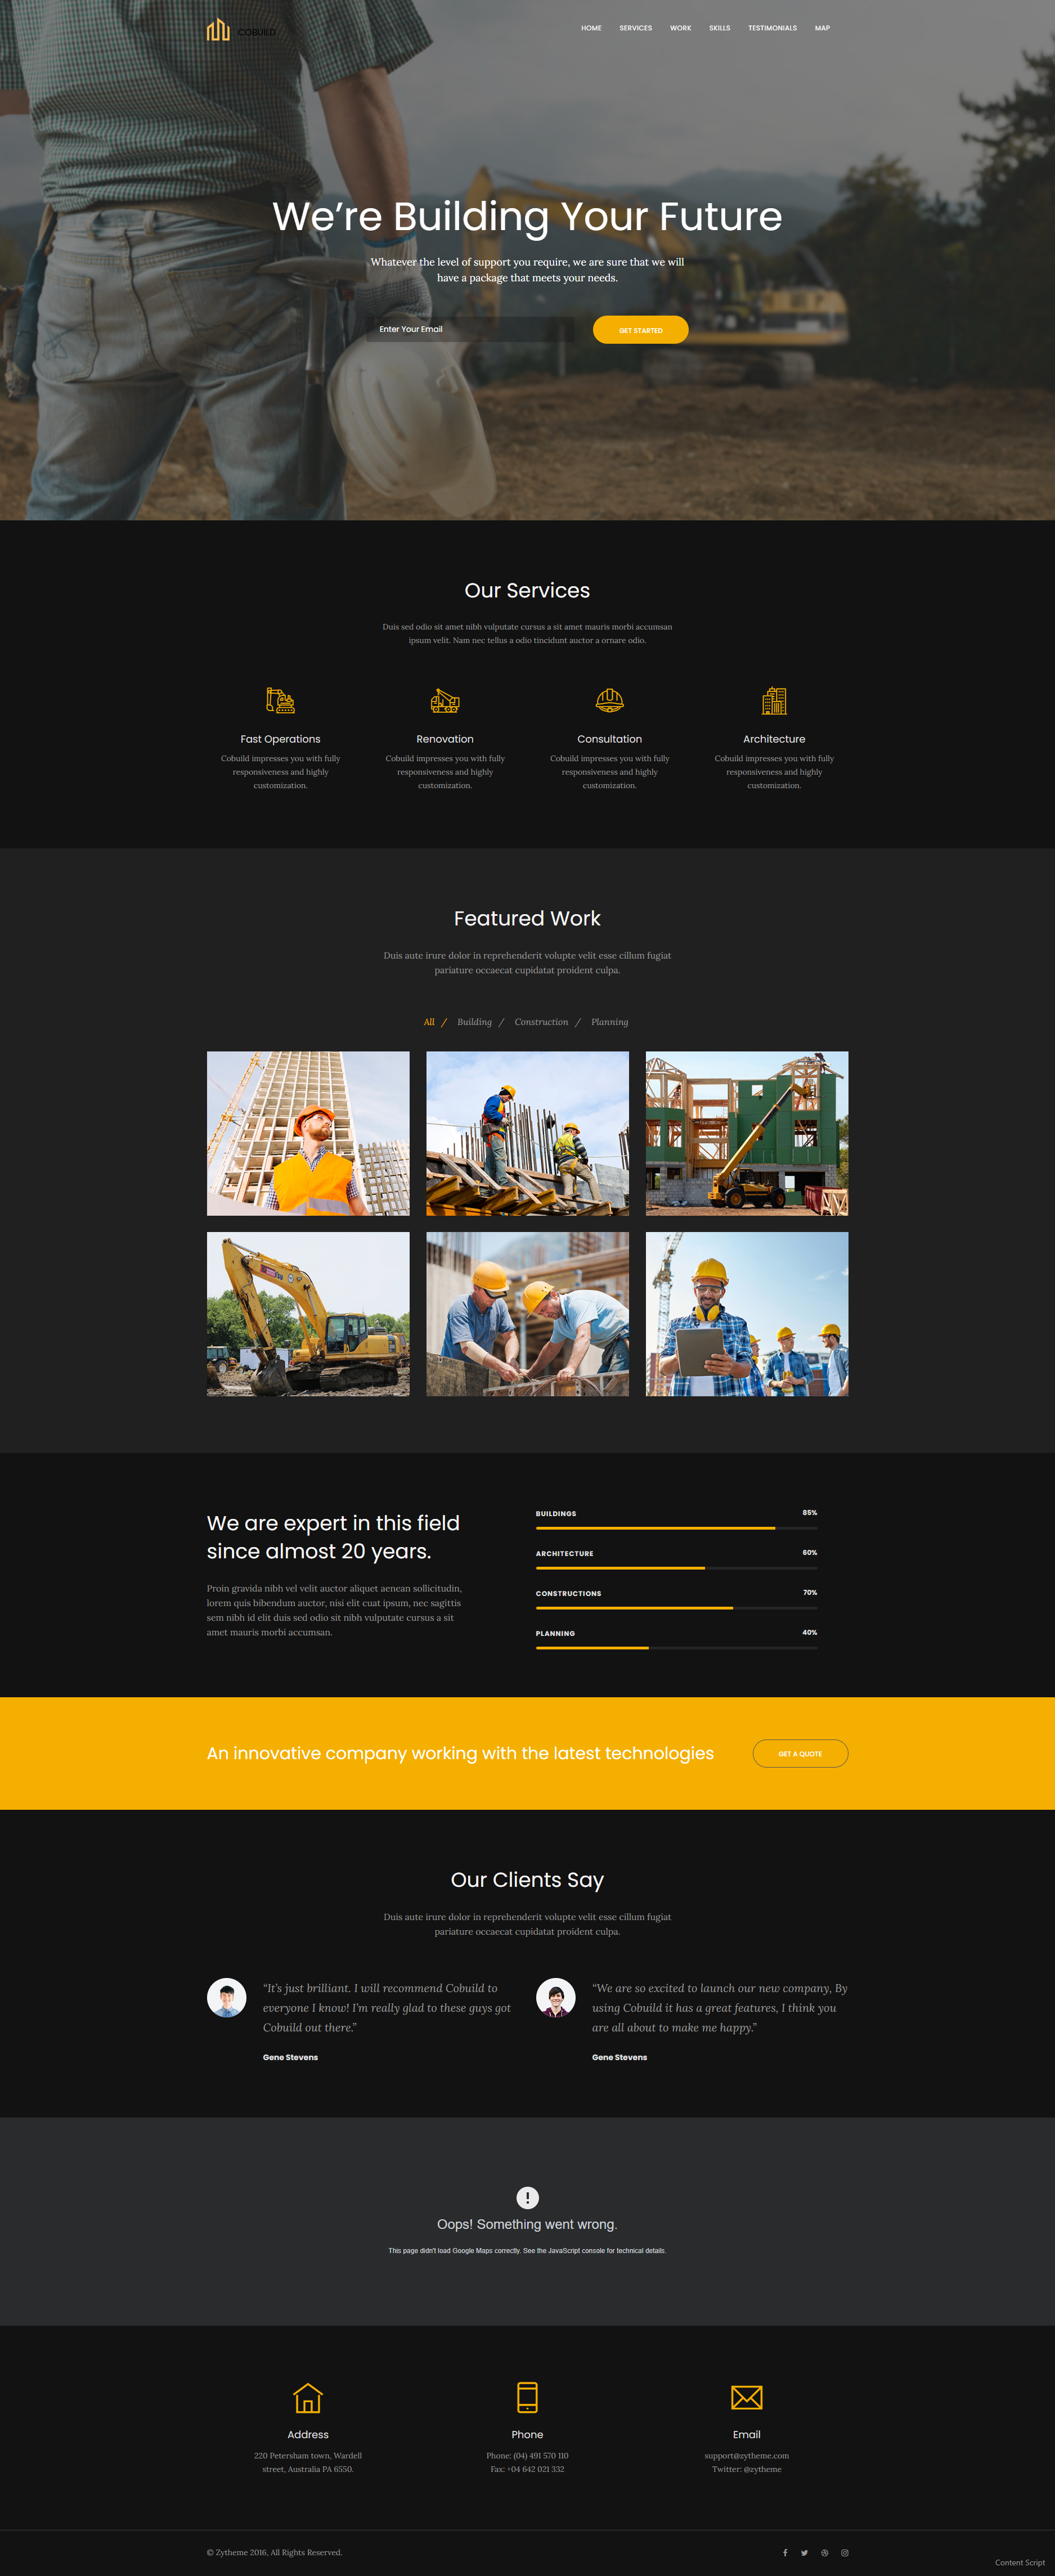 COBUILD
HOME SERVICES WORK SKILLS TESTIMONIALS MAP
We're Building Your Future
Whatever the level of support you require, we are sure that we will
have a package that meets your needs.
Enter Your Email GET STARTED
Our Services
Duis sed odio sit amet nibh vulputate cursus a sit amet mauris morbi accumsan
ipsum velit. Nam nec tellus a odio tincidunt auctor a ornare odio.
Fast Operations
Cobuild impresses you with fully
responsiveness and highly
customization.
Renovation
Cobuild impresses you with fully
responsiveness and highly
customization.
Consultation
Cobuild impresses you with fully
responsiveness and highly
customization.
Architecture
Cobuild impresses you with fully
responsiveness and highly
customization.
Featured Work
Duis aute irure dolor in reprehenderit volupte velit esse cillum fugiat
pariature occaecat cupidatat proident culpa.
All / Building / Construction / Planning
We are expert in this field
since almost 20 years.
Proin gravida nibh vel velit auctor aliquet aenean sollicitudin,
lorem quis bibendum auctor, nisi elit cuat ipsum, nec sagittis
sem nibh id elit duis sed odio sit nibh vulputate cursus a sit
amet mauris morbi accumsan.
BUILDINGS 85%
ARCHITECTURE 60%
CONSTRUCTIONS 70%
PLANNING 40%
An innovative company working with the latest technologies
GET A QUOTE
Our Clients Say
Duis aute irure dolor in reprehenderit volupte velit esse cillum fugiat
pariature occaecat cupidatat proident culpa.
“It's just brilliant. I will recommend Cobuild to
everyone I know! I'm really glad to these guys got
Cobuild out there.”
Gene Stevens
“We are so excited to launch our new company, By
using Cobuild it has a great features, I think you
are all about to make me happy.”
Gene Stevens
Oops! Something went wrong.
This page didn't load Google Maps correctly. See the JavaScript console for technical details.
Address
220 Petersham town, Wardell
street, Australia PA 6550.
Phone
Phone: (04) 491 570 110
Fax: +04 642 021 332
Email
support@zytheme.com
Twitter: @zytheme
© Zytheme 2016, All Rights Reserved.
Content Script